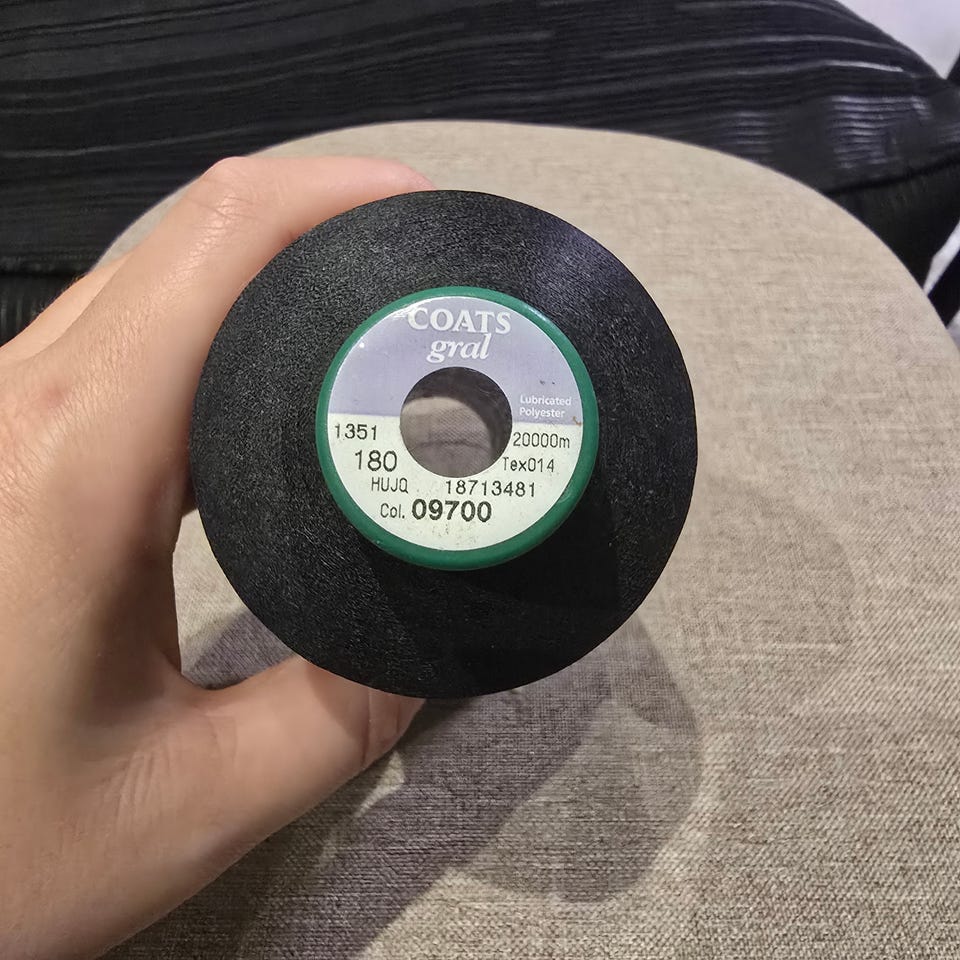 COATS
gral
Lubricated
Polyester
1351 20000m
180 Tex014
HUJQ 18713481
Col. 09700